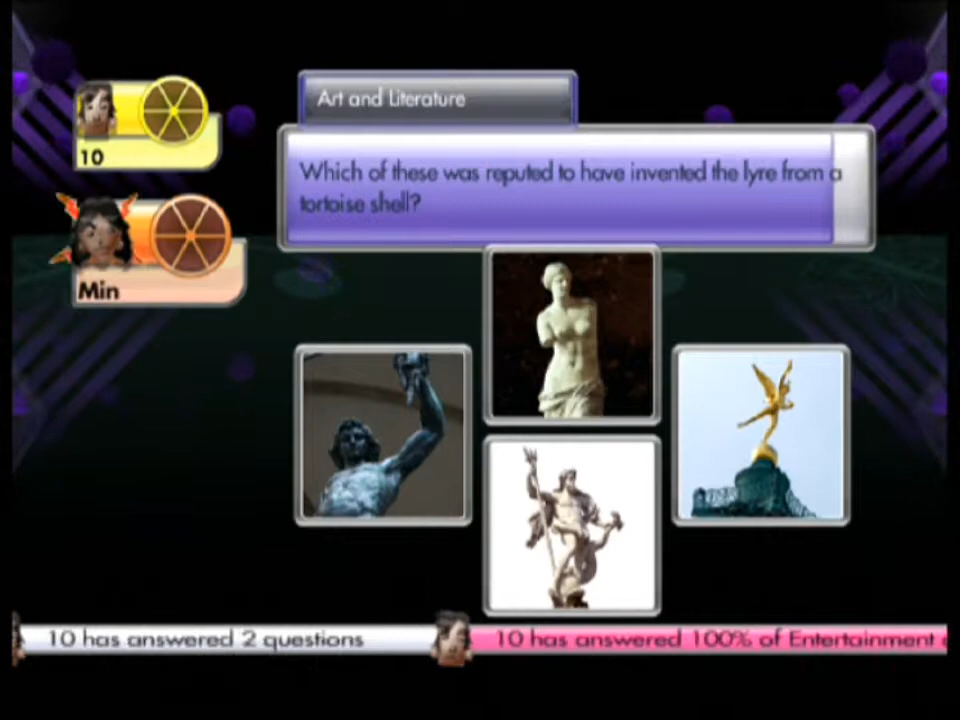 Art and Literature
10
Which of these was reputed to have invented the lyre from a
tortoise shell?
Min
10 has answered 2 questions
10 has answered 100% of Entertainment